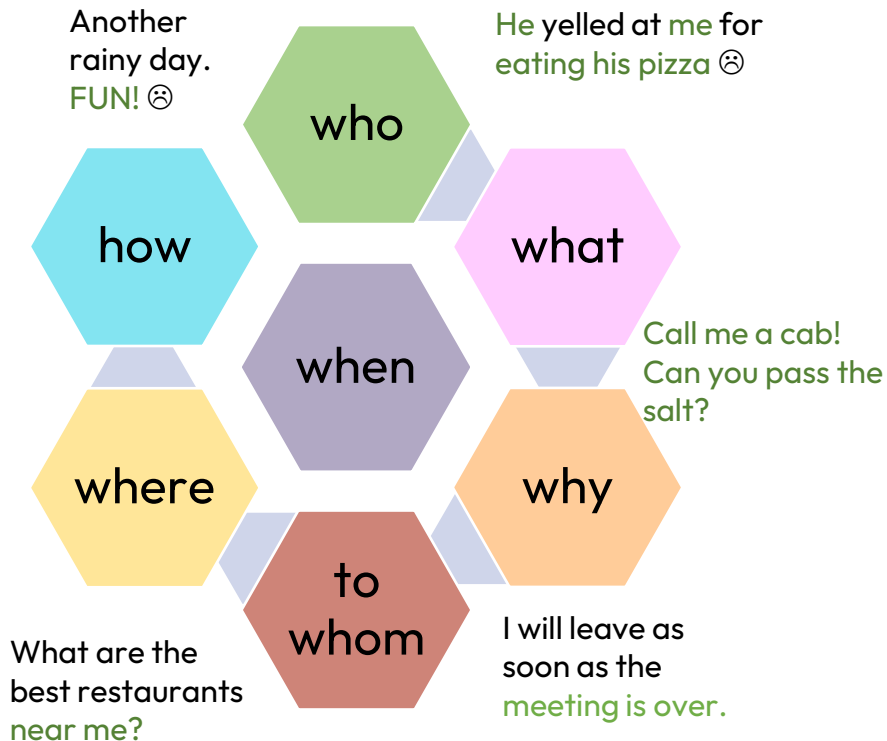 Another
rainy day.
FUN! ☹
He yelled at me for
eating his pizza ☹
who
how
what
when
Call me a cab!
Can you pass the
salt?
where
why
to
whom
What are the
best restaurants
near me?
I will leave as
soon as the
meeting is over.